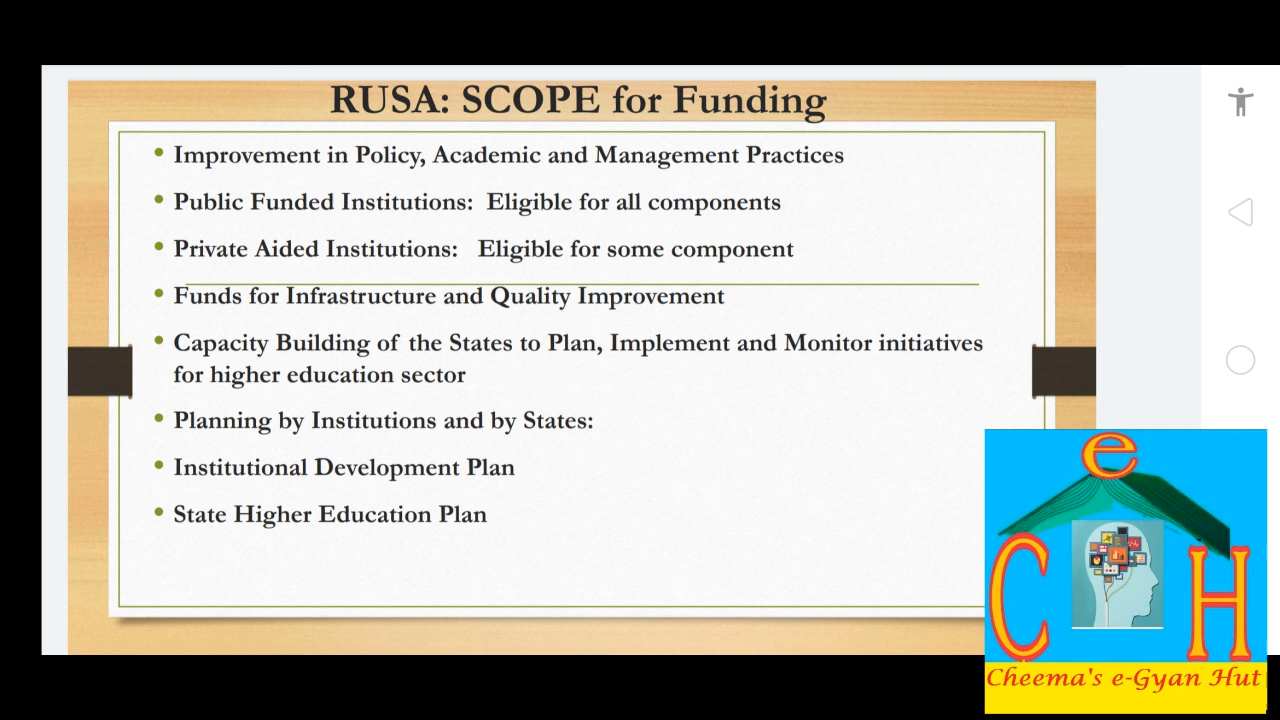 RUSA: SCOPE for Funding
• Improvement in Policy, Academic and Management Practices
• Public Funded Institutions: Eligible for all components
• Private Aided Institutions: Eligible for some component
• Funds for Infrastructure and Quality Improvement
• Capacity Building of the States to Plan, Implement and Monitor initiatives
for higher education sector
• Planning by Institutions and by States:
• Institutional Development Plan
• State Higher Education Plan
e
C H
Cheema's e-Gyan Hut